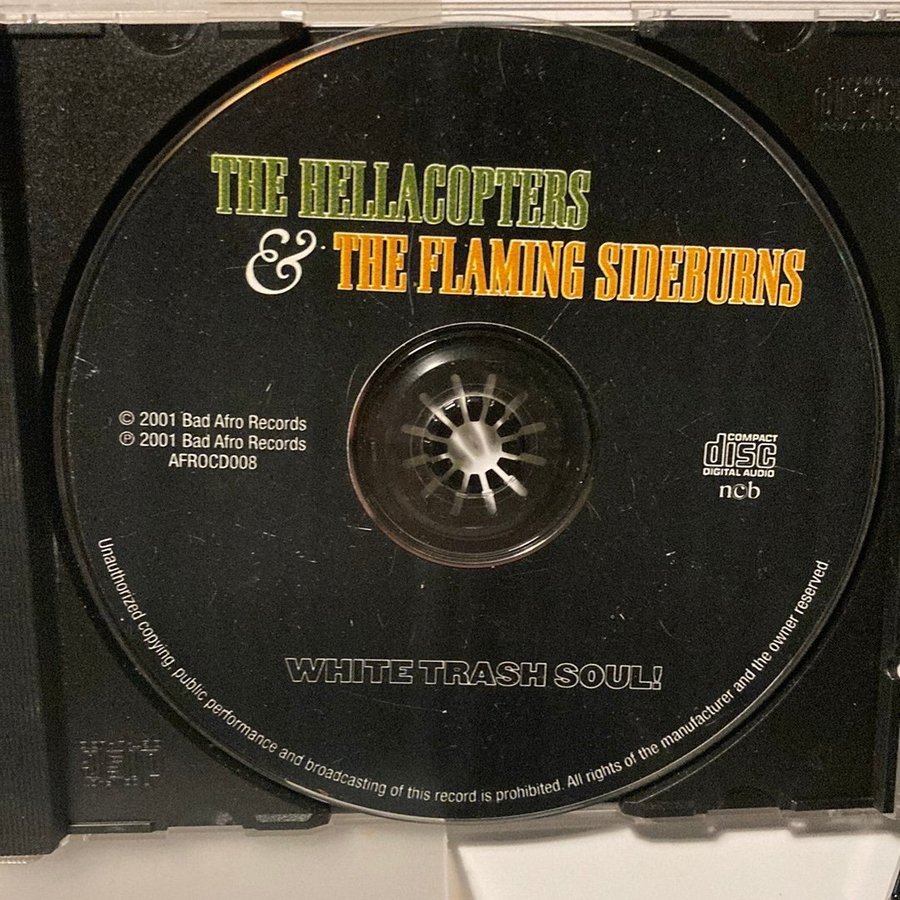 THE HELLACOPTERS
& THE FLAMING SIDEBURNS
© 2001 Bad Afro Records
℗ 2001 Bad Afro Records
AFROCD008
COMPACT
disc
DIGITAL AUDIO
ncb
WHITE TRASH SOUL!
Unauthorized copying, public performance and broadcasting of this record is prohibited. All rights of the manufacturer and the owner reserved